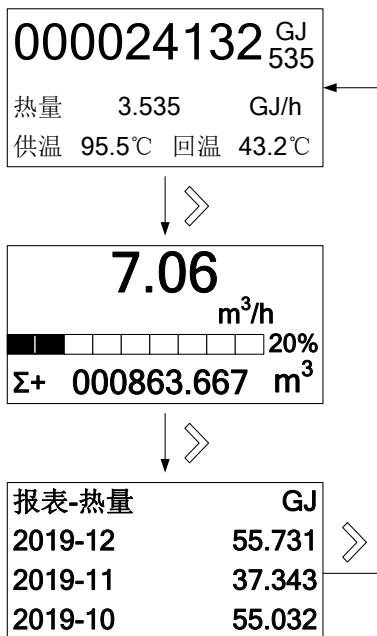 000024132 GJ
535
热量 3.535 GJ/h
供温 95.5℃ 回温 43.2℃
7.06
m³/h
20%
Σ+ 000863.667 m³
报表-热量 GJ
2019-12 55.731
2019-11 37.343
2019-10 55.032